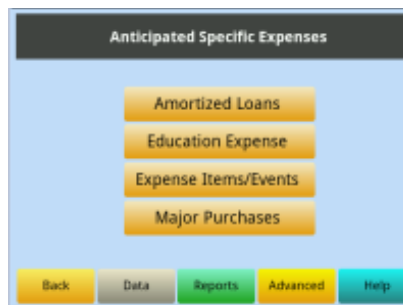 Anticipated Specific Expenses
Amortized Loans
Education Expense
Expense Items/Events
Major Purchases
Back Data Reports Advanced Help